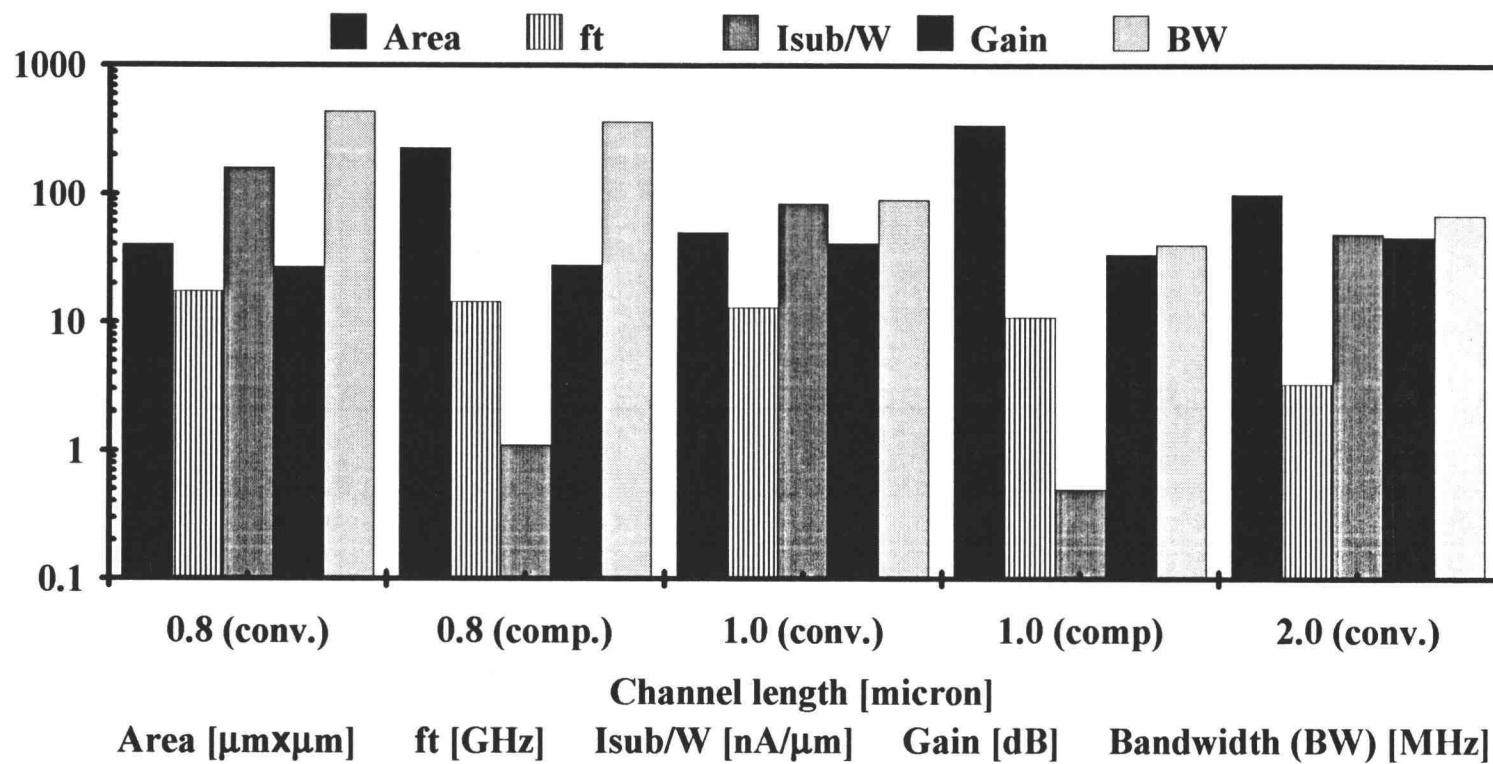 Area ft Isub/W Gain BW
1000
100
10
1
0.1
0.8 (conv.) 0.8 (comp.) 1.0 (conv.) 1.0 (comp) 2.0 (conv.)
Channel length [micron]
Area [μmxμm] ft [GHz] Isub/W [nA/μm] Gain [dB] Bandwidth (BW) [MHz]